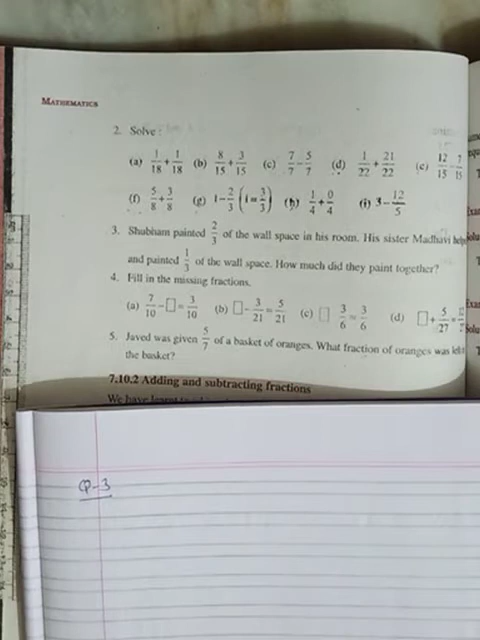 MATHEMATICS
2. Solve :
(a) 1/18 + 1/18 (b) 8/15 + 3/15 (c) 7/7 - 5/7 (d) 1/22 + 21/22 (e) 12/15 - 7/15
(f) 5/8 + 3/8 (g) 1 - 2/3 (1 = 3/3) (h) 1/4 + 0/4 (i) 3 - 12/5
3. Shubham painted 2/3 of the wall space in his room. His sister Madhavi
and painted 1/3 of the wall space. How much did they paint together?
4. Fill in the missing fractions.
(a) 7/10 - □ = 3/10 (b) □ - 3/21 = 5/21 (c) □ 3/6 = 3/6 (d) □ + 5/27 =
5. Javed was given 5/7 of a basket of oranges. What fraction of oranges was left
the basket?
7.10.2 Adding and subtracting fractions
We have
Q-3